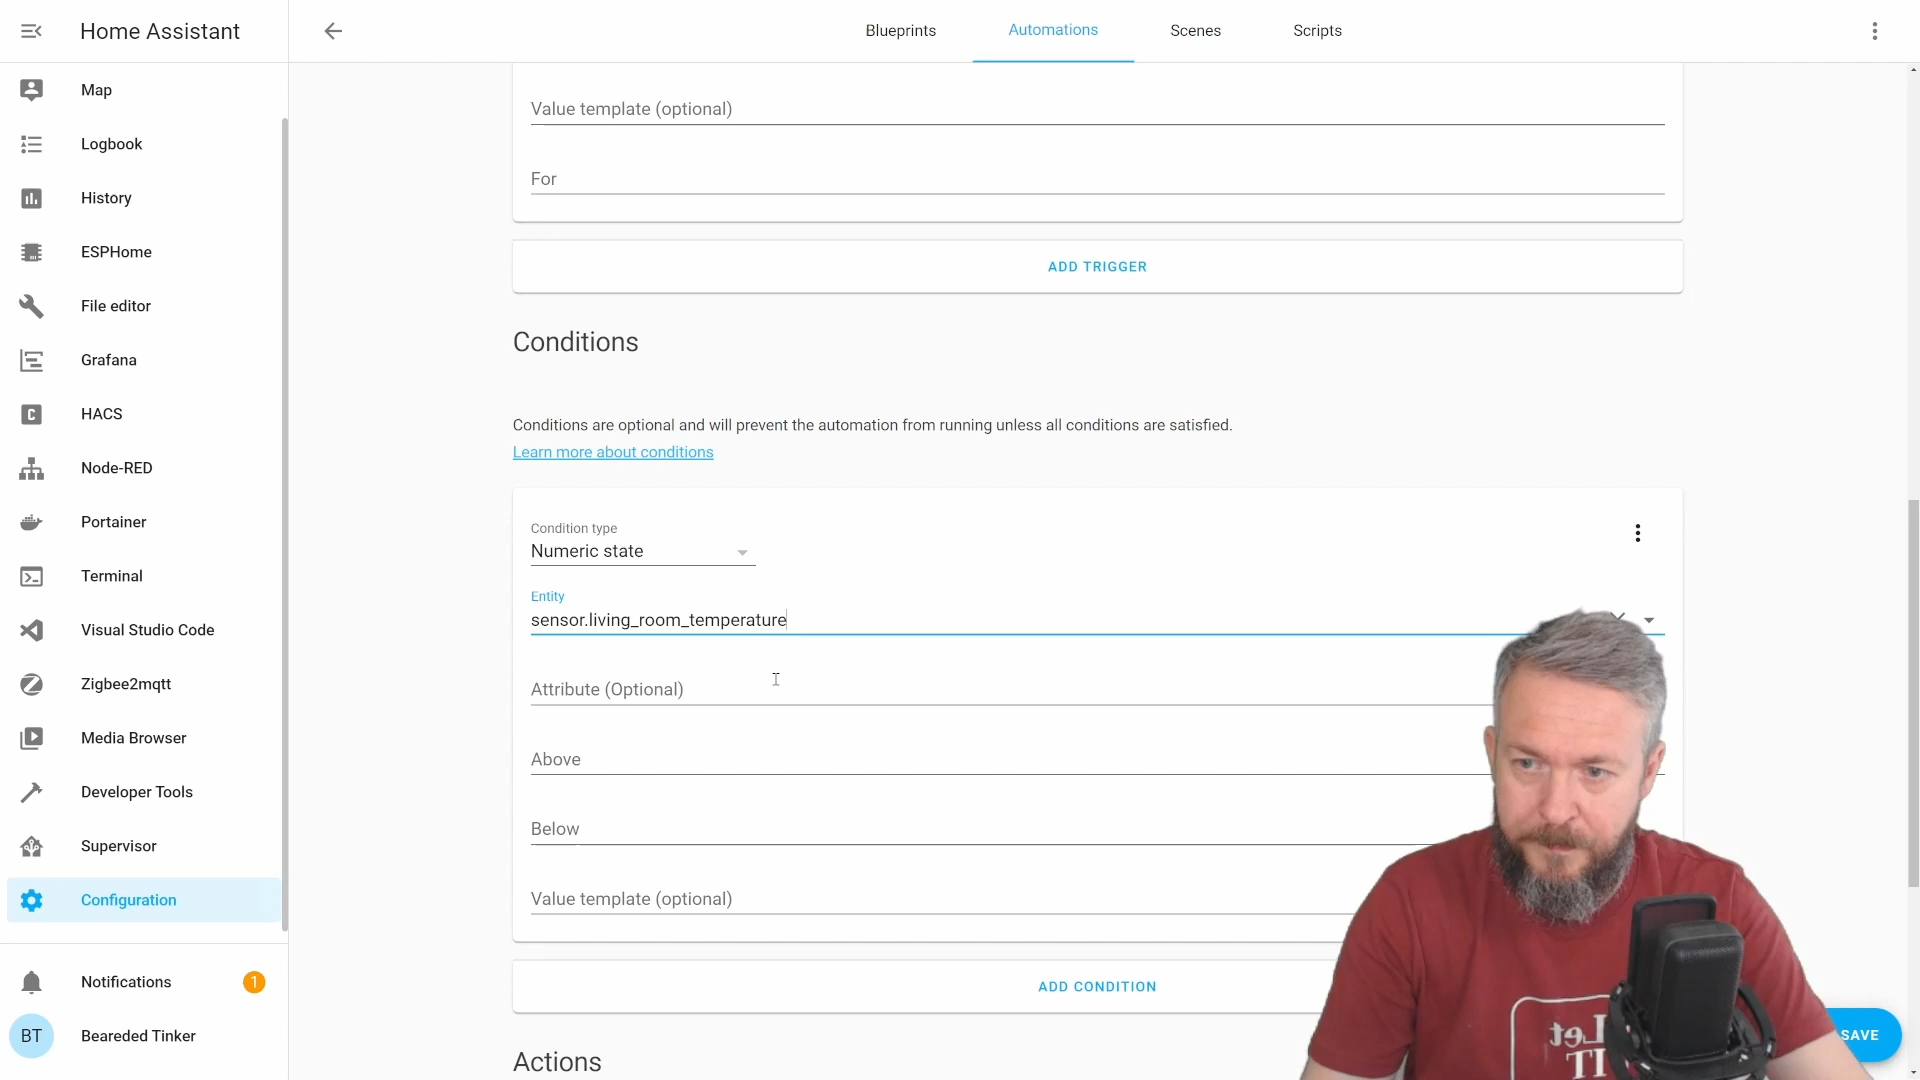 Home Assistant
Blueprints
Automations
Scenes
Scripts
Map
Logbook
History
ESPHome
File editor
Grafana
HACS
Node-RED
Portainer
Terminal
Visual Studio Code
Zigbee2mqtt
Media Browser
Developer Tools
Supervisor
Configuration
Notifications
1
BT
Bearded Tinker
Value template (optional)
For
ADD TRIGGER
Conditions
Conditions are optional and will prevent the automation from running unless all conditions are satisfied.
Learn more about conditions
Condition type
Numeric state
Entity
sensor.living_room_temperature
Attribute (Optional)
Above
Below
Value template (optional)
ADD CONDITION
Actions
SAVE
Let
IT